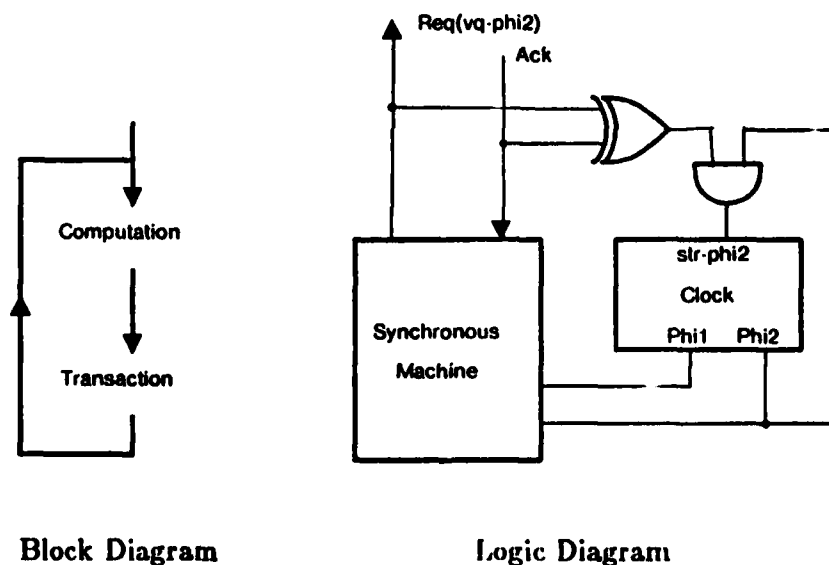 Req(vq-phi2)
Ack
Computation
Transaction
str-phi2
Clock
Phi1 Phi2
Synchronous
Machine
Block Diagram
Logic Diagram